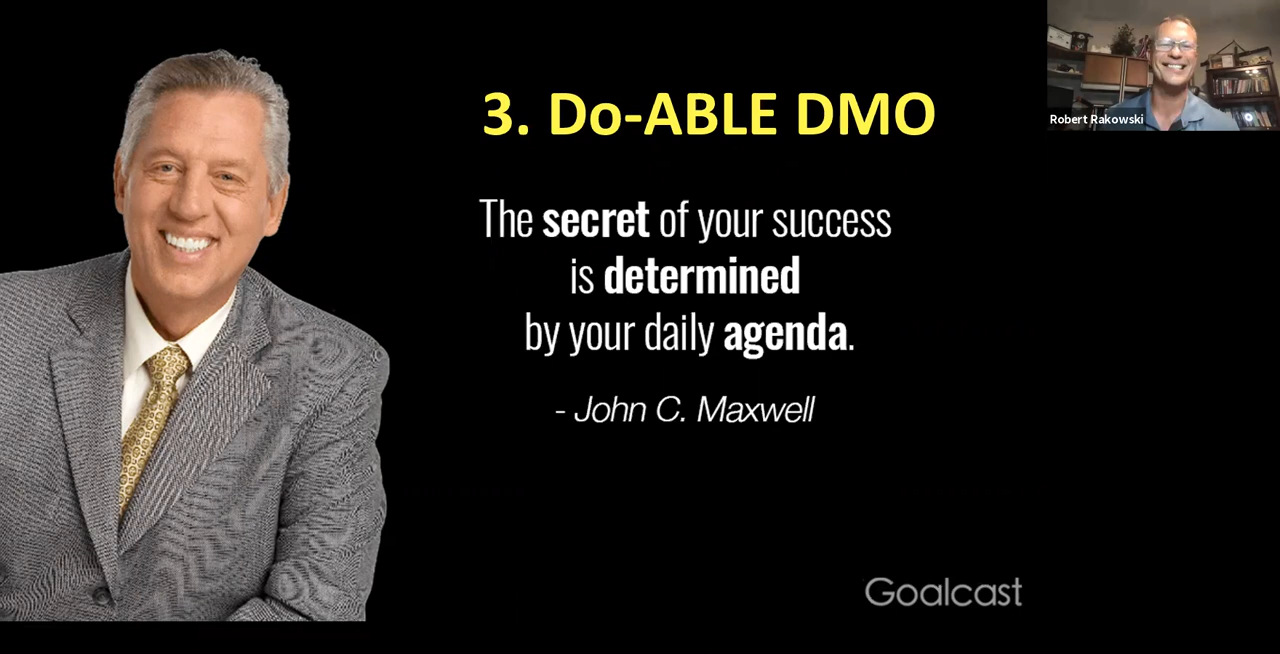 3. Do-ABLE DMO
The secret of your success
is determined
by your daily agenda.
- John C. Maxwell
Goalcast
Robert Rakowski